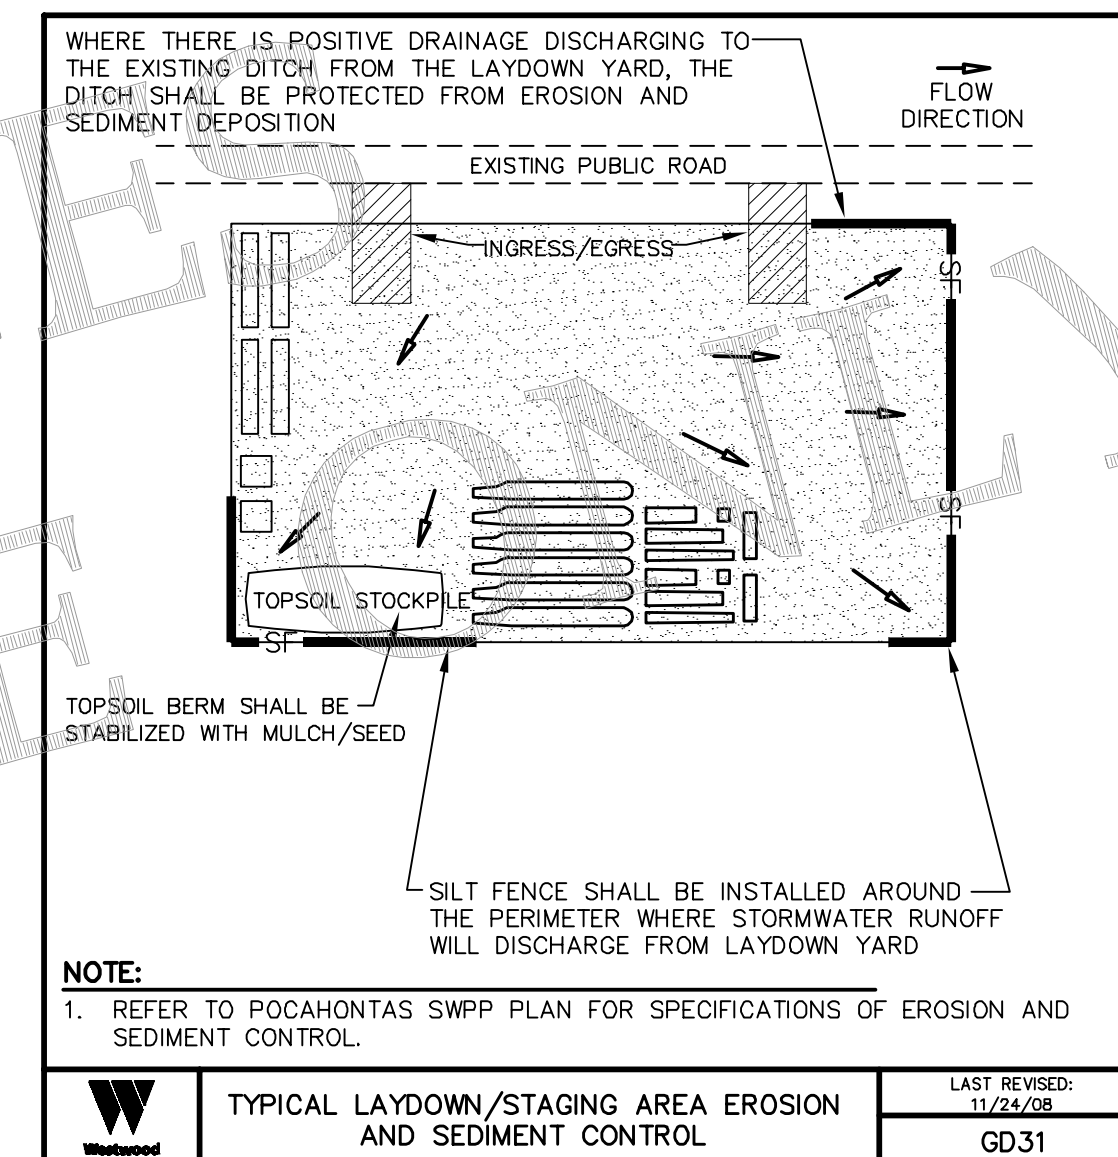 WHERE THERE IS POSITIVE DRAINAGE DISCHARGING TO
THE EXISTING DITCH FROM THE LAYDOWN YARD, THE
DITCH SHALL BE PROTECTED FROM EROSION AND
SEDIMENT DEPOSITION
FLOW
DIRECTION
EXISTING PUBLIC ROAD
INGRESS/EGRESS
SF
SF
TOPSOIL STOCKPILE
SF
TOPSOIL BERM SHALL BE
STABILIZED WITH MULCH/SEED
SILT FENCE SHALL BE INSTALLED AROUND
THE PERIMETER WHERE STORMWATER RUNOFF
WILL DISCHARGE FROM LAYDOWN YARD
NOTE:
1. REFER TO POCAHONTAS SWPP PLAN FOR SPECIFICATIONS OF EROSION AND
SEDIMENT CONTROL.
Westwood
TYPICAL LAYDOWN/STAGING AREA EROSION
AND SEDIMENT CONTROL
LAST REVISED:
11/24/08
GD31
ES
ONLY
E